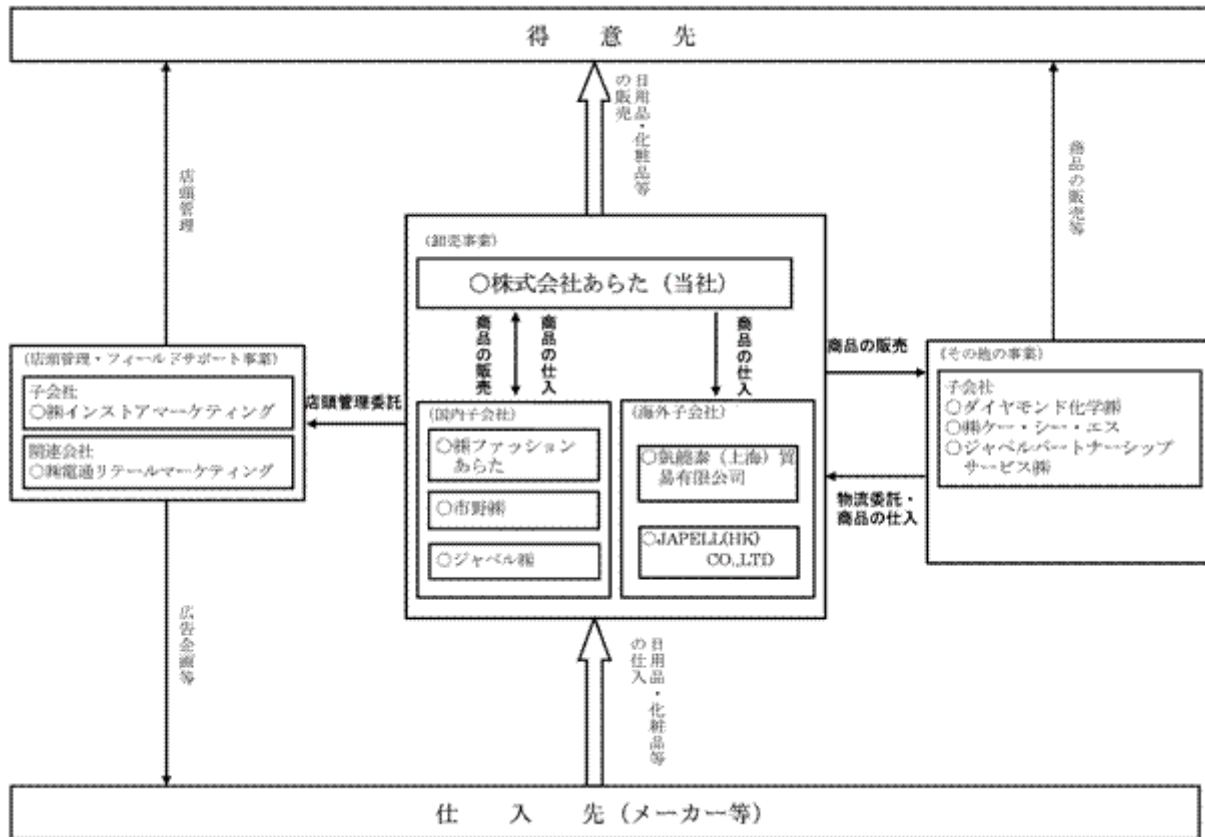 得意先
日用品・化粧品等
の販売
店頭管理
商品の販売等
(卸売事業)
○株式会社あらた（当社）
商品の販売
商品の仕入
商品の仕入
商品の販売
(店頭管理・フィールドサポート事業)
子会社
○㈱インストアマーケティング
関連会社
○㈱電通リテールマーケティング
店頭管理委託
(国内子会社)
○㈱ファッション
あらた
○市野㈱
○ジャペル㈱
(海外子会社)
（上海）貿
易有限公司
○JAPELL(HK)
CO.,LTD
(その他の事業)
子会社
○ダイヤモンド化学㈱
○㈱ケー・シー・エス
○ジャペルパートナーシップ
サービス㈱
物流委託・
商品の仕入
広告企画等
日用品・化粧品等
の仕入
仕入先（メーカー等）